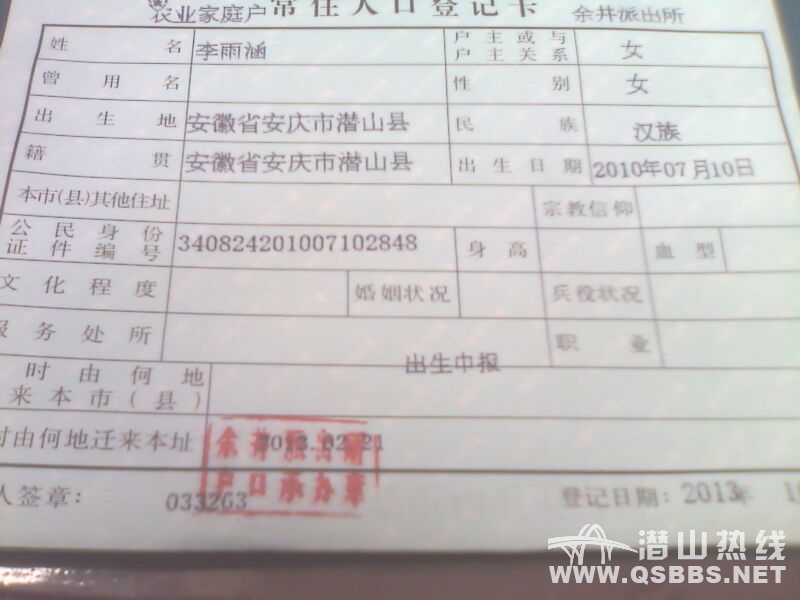 农业家庭户 常住人口登记卡 余井派出所
姓名 李雨涵 户主或与户主关系 女
曾用名 性别 女
出生地 安徽省安庆市潜山县 民族 汉族
籍贯 安徽省安庆市潜山县 出生日期 2010年07月10日
本市(县)其他住址 宗教信仰
公民身份证件编号 340824201007102848 身高 血型
文化程度 婚姻状况 兵役状况
服务处所 职业
出生申报
时由何地来本市(县)
时由何地迁来本址 2013.02.21
余井派出所
户口承办章
人签章: 033263 登记日期: 2013年
潜山热线
WWW.QSBBS.NET